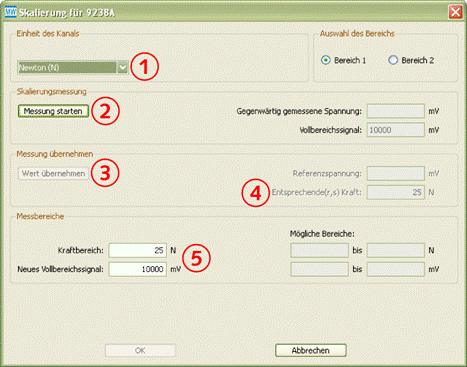 MW Skalierung für 9238A
Einheit des Kanals
Auswahl des Bereichs
Newton (N)
1
Bereich 1 Bereich 2
Skalierungsmessung
Messung starten 2 Gegenwärtig gemessene Spannung: mV
Vollbereichssignal: 10000 mV
Messung übernehmen
Wert übernehmen 3 Referenzspannung: mV
4 Entsprechende(r,s) Kraft: 25 N
Messbereiche
Mögliche Bereiche:
Kraftbereich: 25 N bis N
5
Neues Vollbereichssignal: 10000 mV bis mV
OK Abbrechen